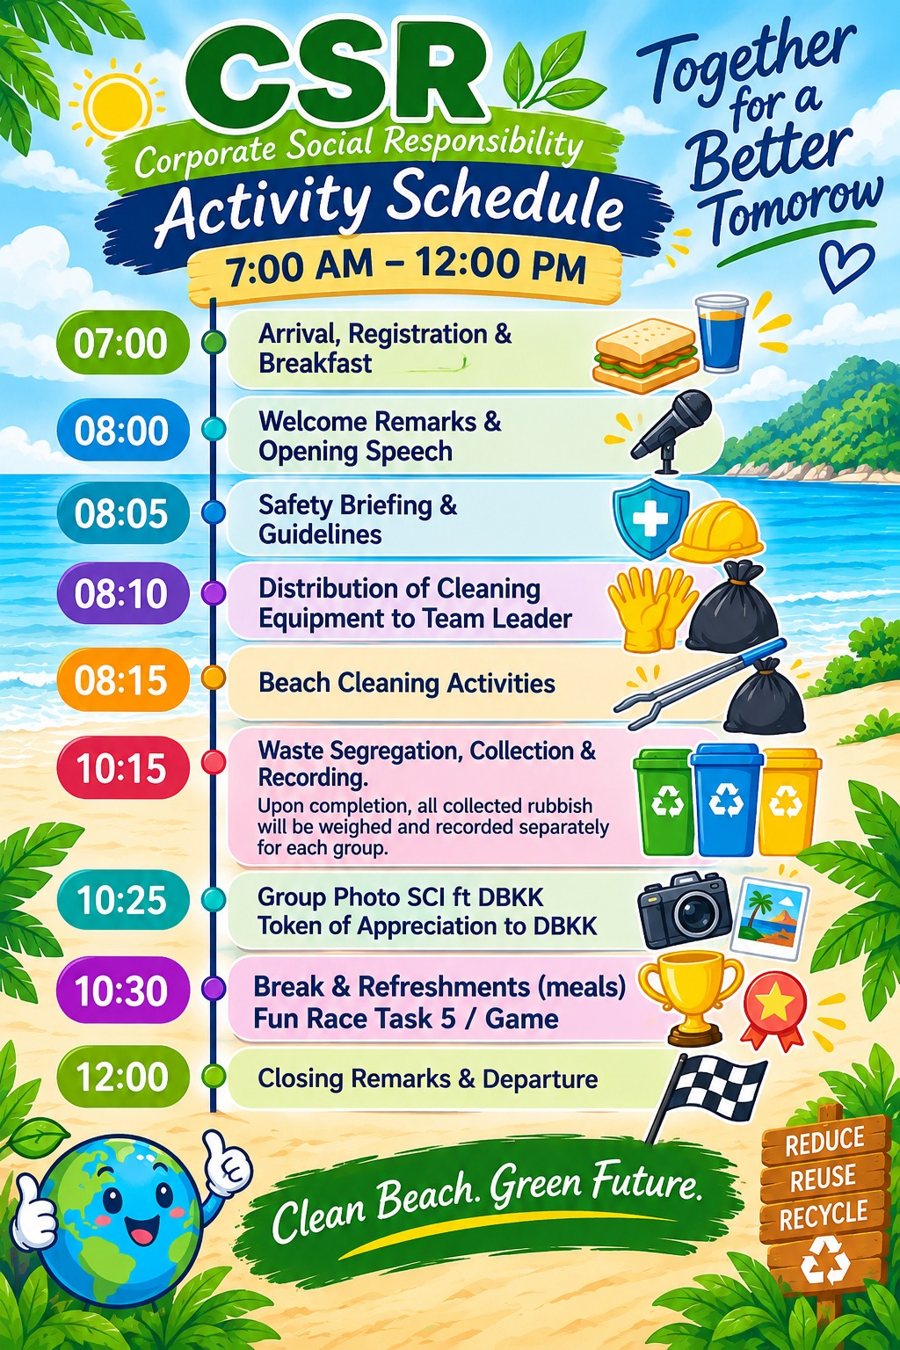 CSR
Corporate Social Responsibility
Activity Schedule
7:00 AM – 12:00 PM
Together
for a
Better
Tomorow
07:00
Arrival, Registration &
Breakfast
08:00
Welcome Remarks &
Opening Speech
08:05
Safety Briefing &
Guidelines
08:10
Distribution of Cleaning
Equipment to Team Leader
08:15
Beach Cleaning Activities
10:15
Waste Segregation, Collection &
Recording.
Upon completion, all collected rubbish
will be weighed and recorded separately
for each group.
10:25
Group Photo SCI ft DBKK
Token of Appreciation to DBKK
10:30
Break & Refreshments (meals)
Fun Race Task 5 / Game
12:00
Closing Remarks & Departure
Clean Beach. Green Future.
REDUCE
REUSE
RECYCLE